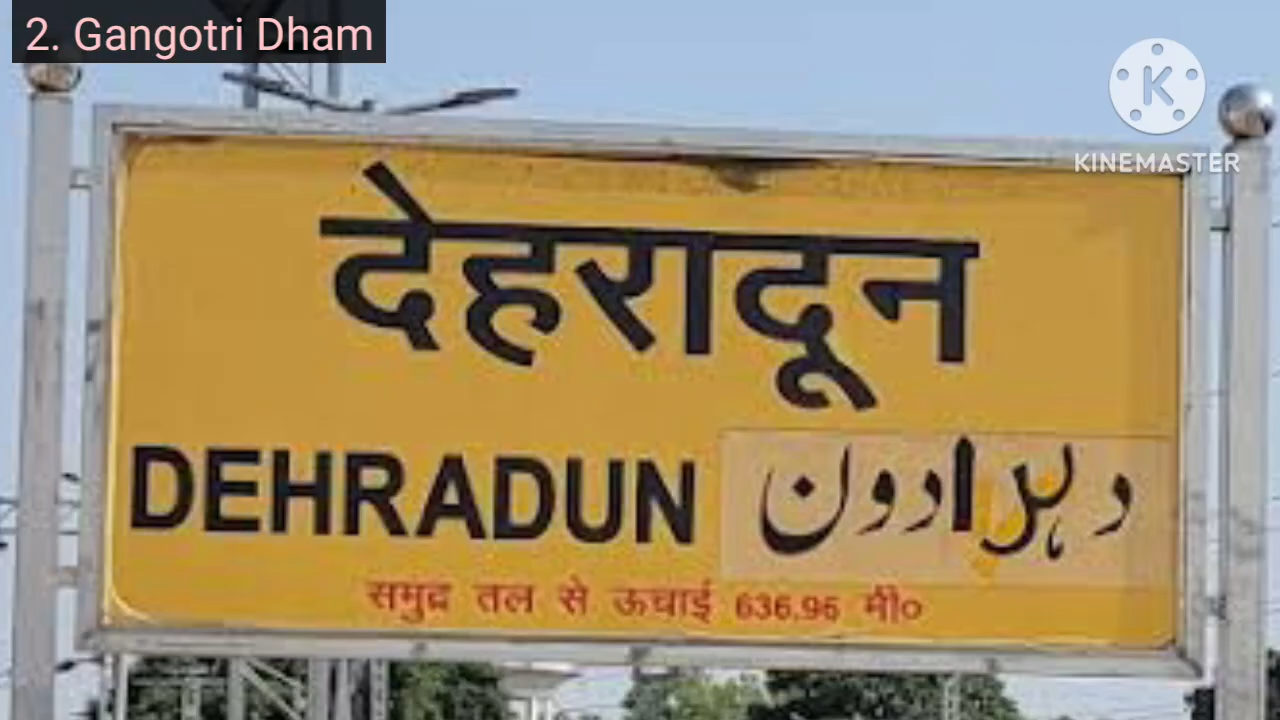 2. Gangotri Dham
K
KINEMASTER
देहरादून
DEHRADUN دہرادون
समुद्र तल से ऊचाई 636.96 मी०